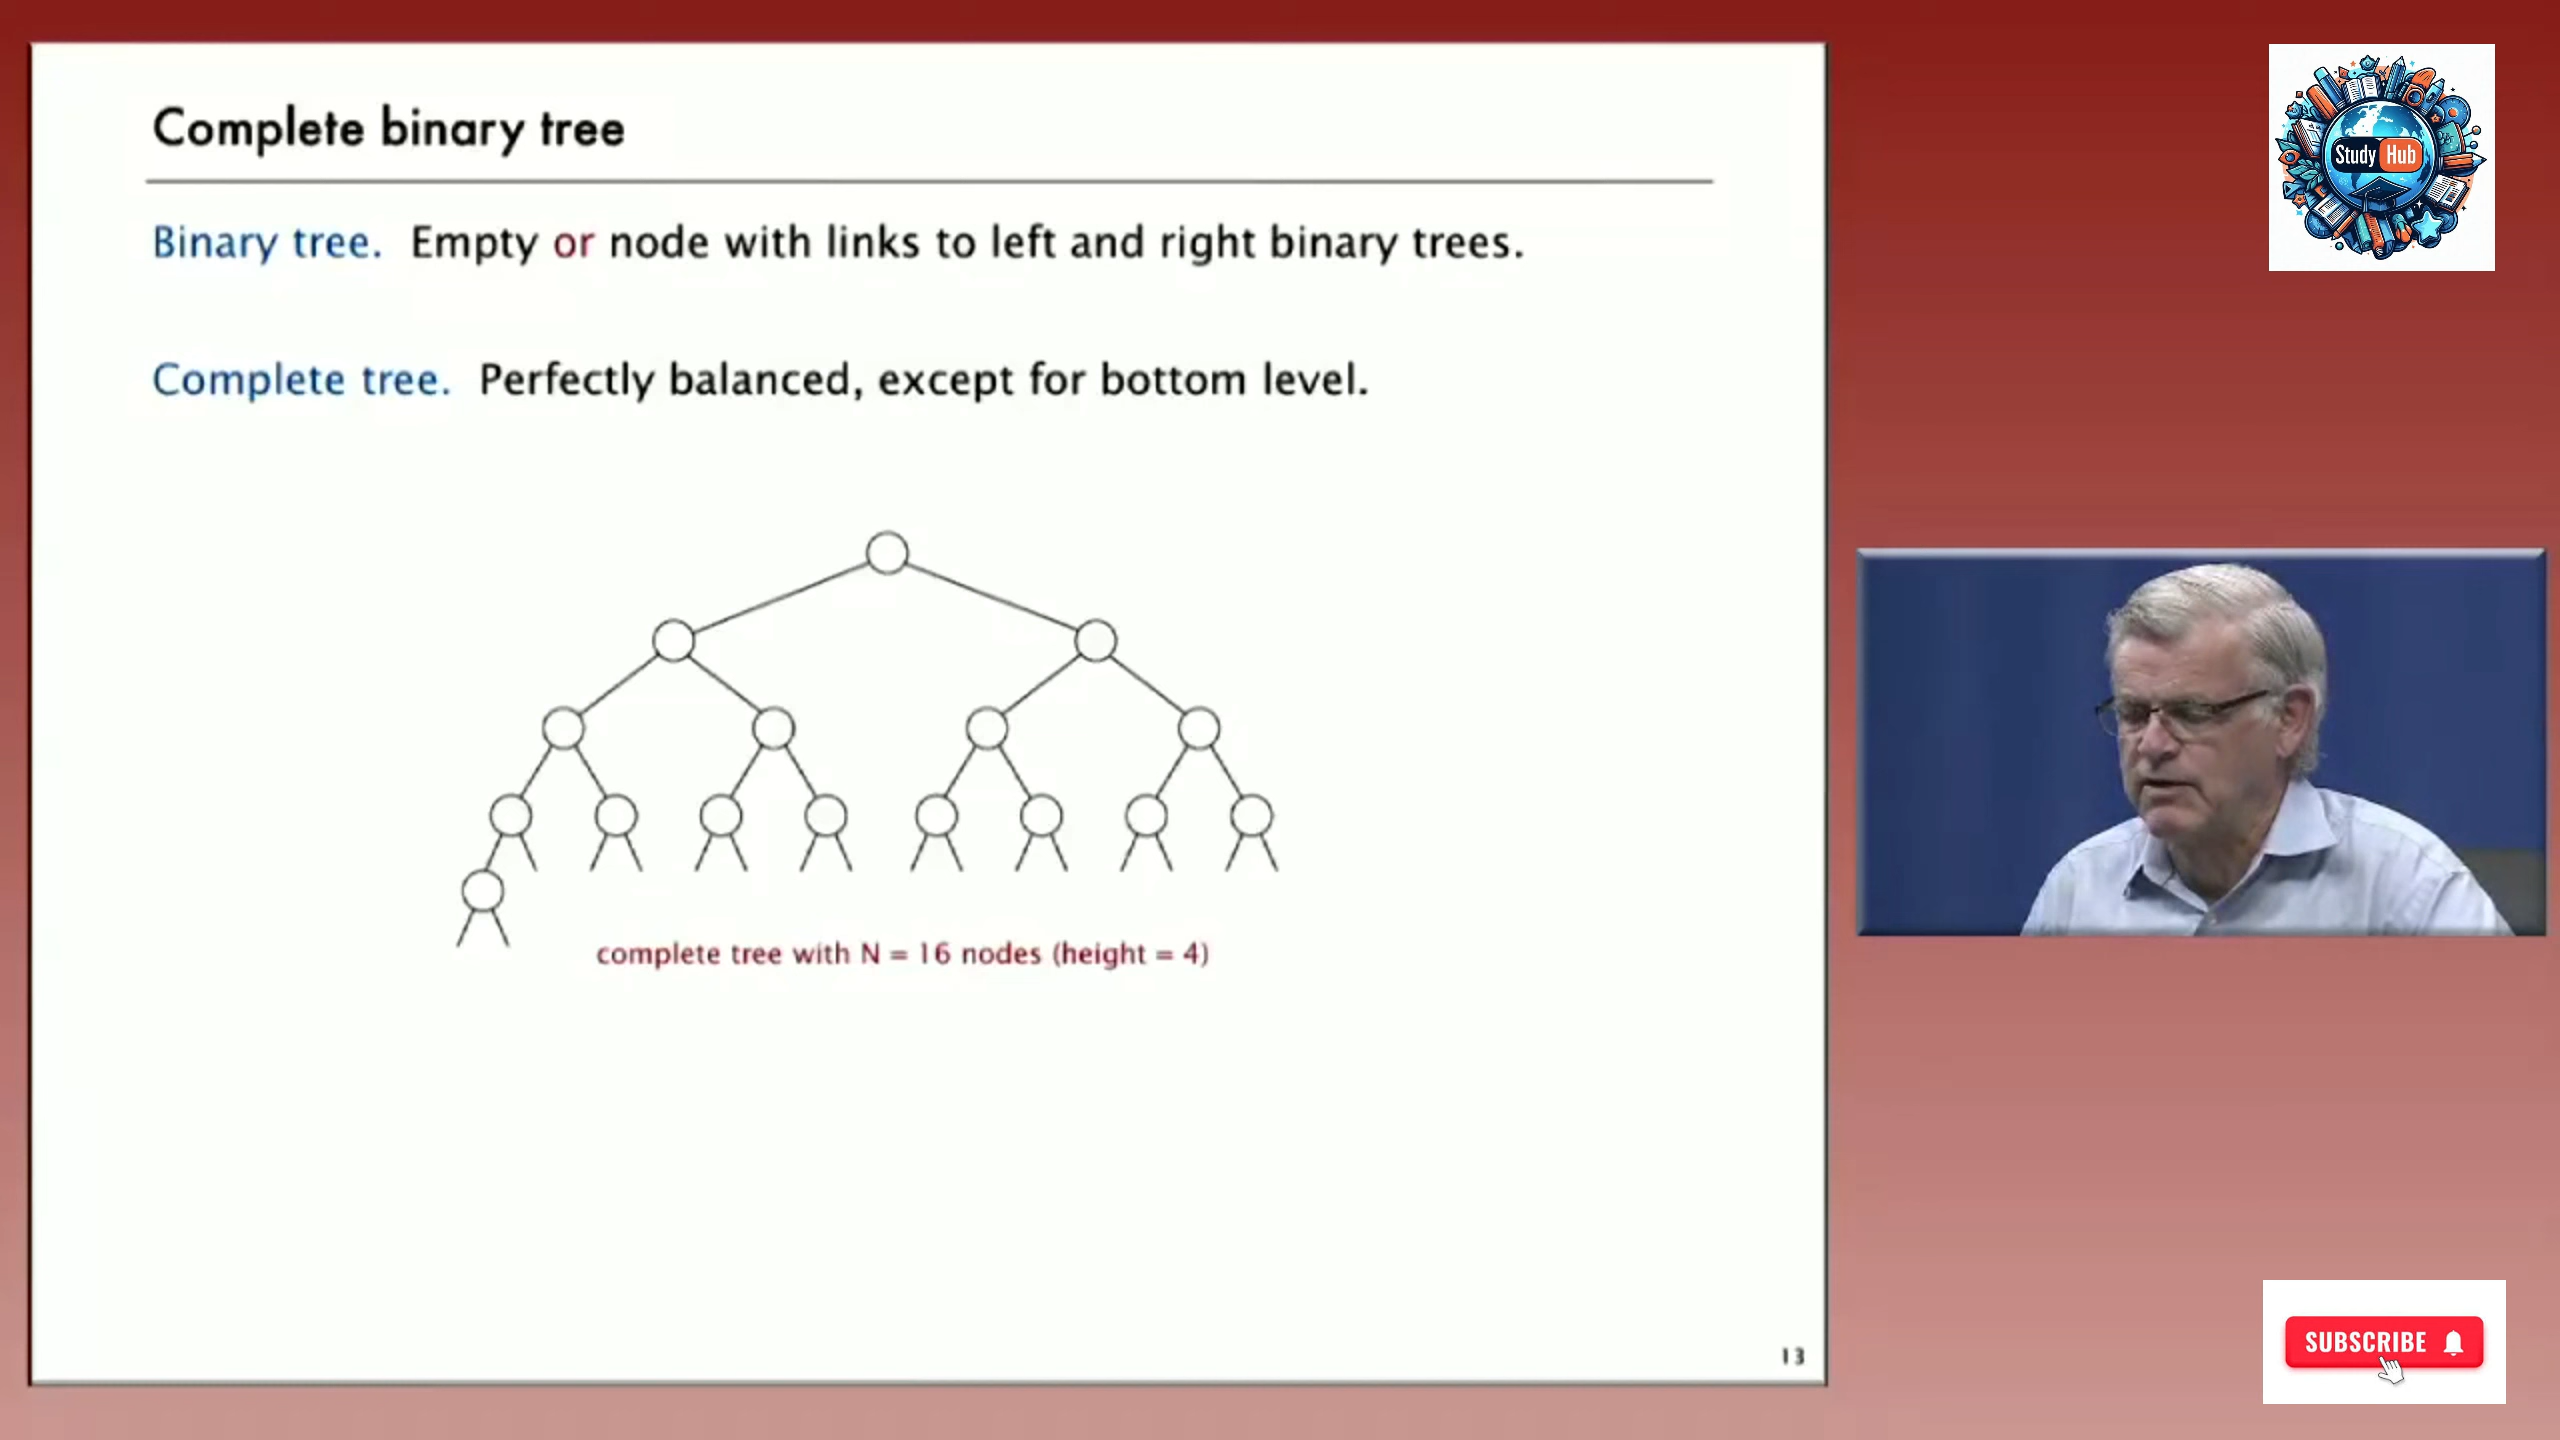 Complete binary tree
Binary tree. Empty or node with links to left and right binary trees.
Complete tree. Perfectly balanced, except for bottom level.
complete tree with N = 16 nodes (height = 4)
13
Study Hub
SUBSCRIBE